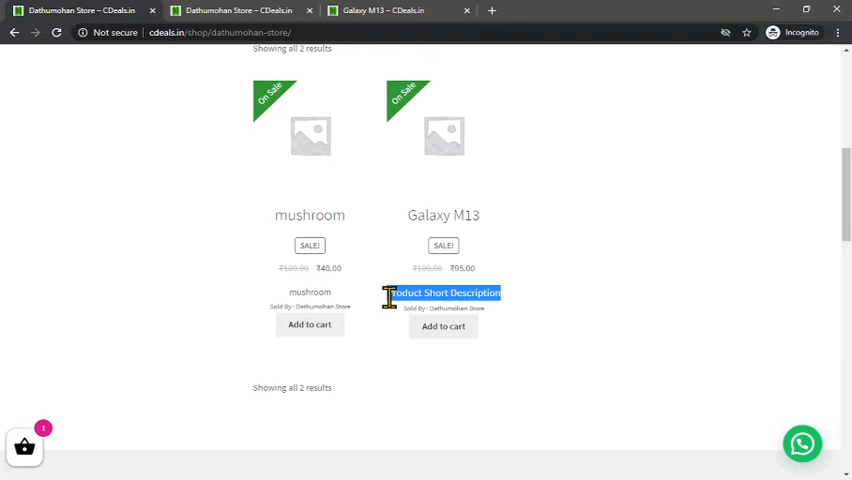 Dathumohan Store – CDeals.in
Dathumohan Store – CDeals.in
Galaxy M13 – CDeals.in
Not secure
cdeals.in/shop/dathumohan-store/
Incognito
Showing all 2 results
On Sale
On Sale
mushroom
Galaxy M13
SALE!
SALE!
₹100.00 ₹40.00
₹100.00 ₹95.00
mushroom
Product Short Description
Sold By : Dathumohan Store
Sold By : Dathumohan Store
Add to cart
Add to cart
Showing all 2 results
1